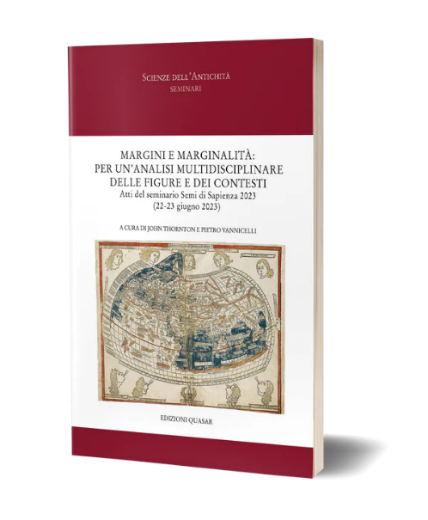 SCIENZE DELL'ANTICHITÀ
SEMINARI
MARGINI E MARGINALITÀ:
PER UN'ANALISI MULTIDISCIPLINARE
DELLE FIGURE E DEI CONTESTI
Atti del seminario Semi di Sapienza 2023
(22-23 giugno 2023)
A CURA DI JOHN THORNTON E PIETRO VANNICELLI
EDIZIONI QUASAR